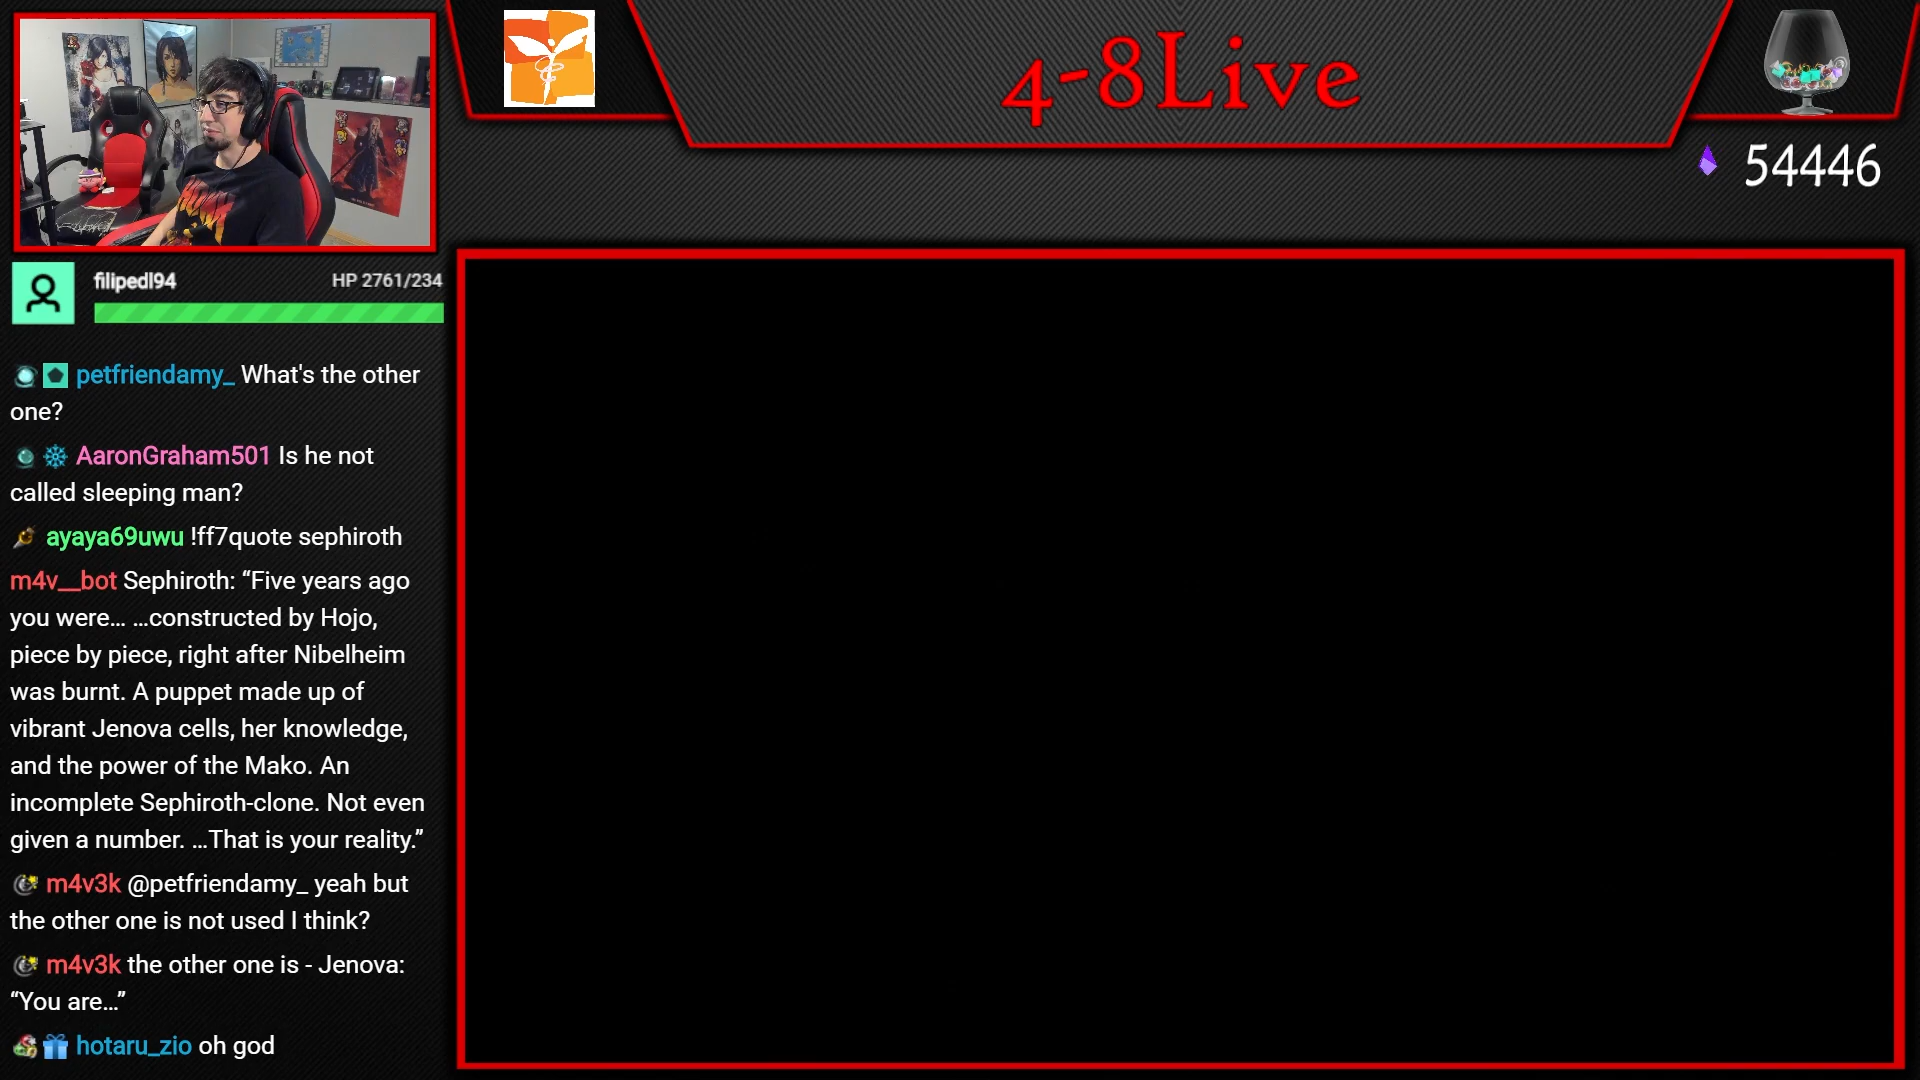 4-8Live
54446
filipedl94 HP 2761/234
petfriendamy_ What's the other
one?
AaronGraham501 Is he not
called sleeping man?
ayaya69uwu !ff7quote sephiroth
m4v__bot Sephiroth: “Five years ago
you were… …constructed by Hojo,
piece by piece, right after Nibelheim
was burnt. A puppet made up of
vibrant Jenova cells, her knowledge,
and the power of the Mako. An
incomplete Sephiroth-clone. Not even
given a number. …That is your reality.”
m4v3k @petfriendamy_ yeah but
the other one is not used I think?
m4v3k the other one is - Jenova:
“You are…”
hotaru_zio oh god